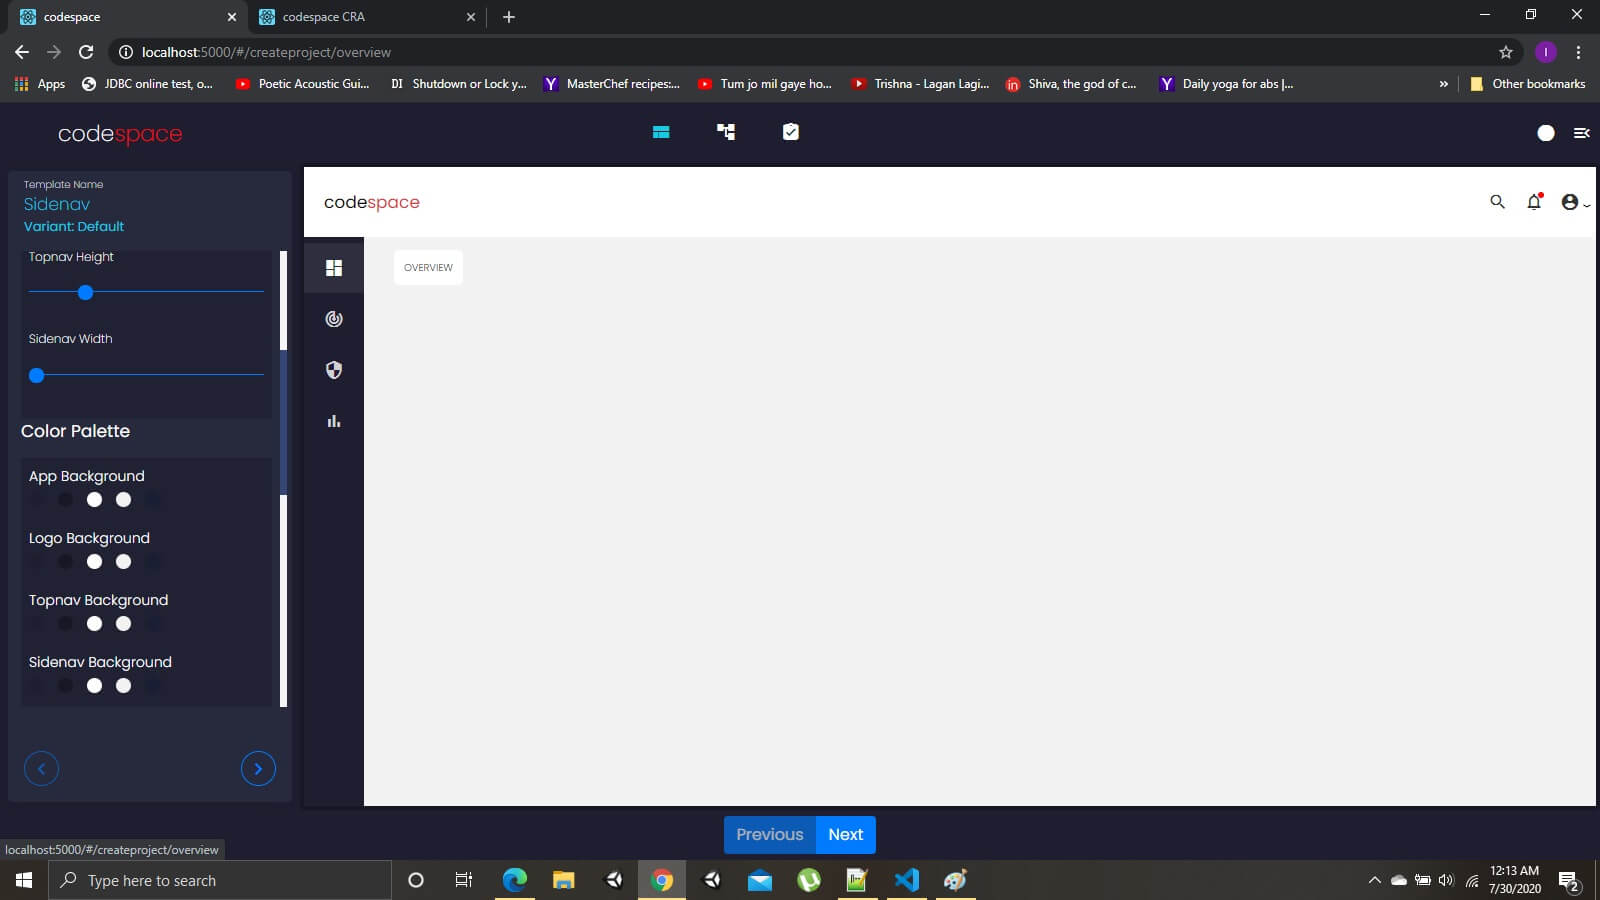 codespace
codespace CRA
localhost:5000/#/createproject/overview
Apps
JDBC online test, o...
Poetic Acoustic Gui...
DI Shutdown or Lock y...
MasterChef recipes:...
Tum jo mil gaye ho...
Trishna - Lagan Lagi...
in Shiva, the god of c...
Daily yoga for abs |...
»
Other bookmarks
codespace
Template Name
Sidenav
Variant: Default
Topnav Height
Sidenav Width
Color Palette
App Background
Logo Background
Topnav Background
Sidenav Background
codespace
OVERVIEW
Previous
Next
localhost:5000/#/createproject/overview
Type here to search
12:13 AM
7/30/2020
2